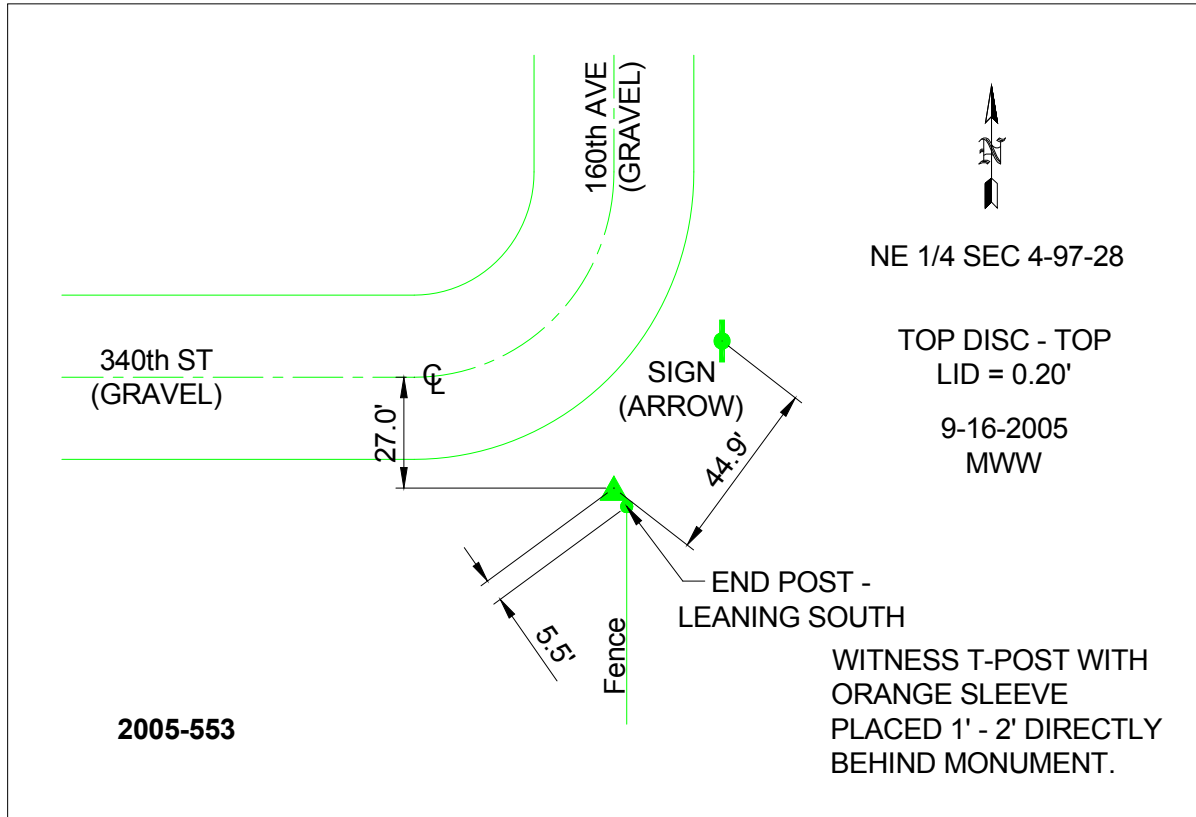 160th AVE
(GRAVEL)
N
NE 1/4 SEC 4-97-28
TOP DISC - TOP
LID = 0.20'
9-16-2005
MWW
340th ST
(GRAVEL)
℄
SIGN
(ARROW)
27.0'
44.9'
END POST -
LEANING SOUTH
5.5'
Fence
WITNESS T-POST WITH
ORANGE SLEEVE
PLACED 1' - 2' DIRECTLY
BEHIND MONUMENT.
2005-553